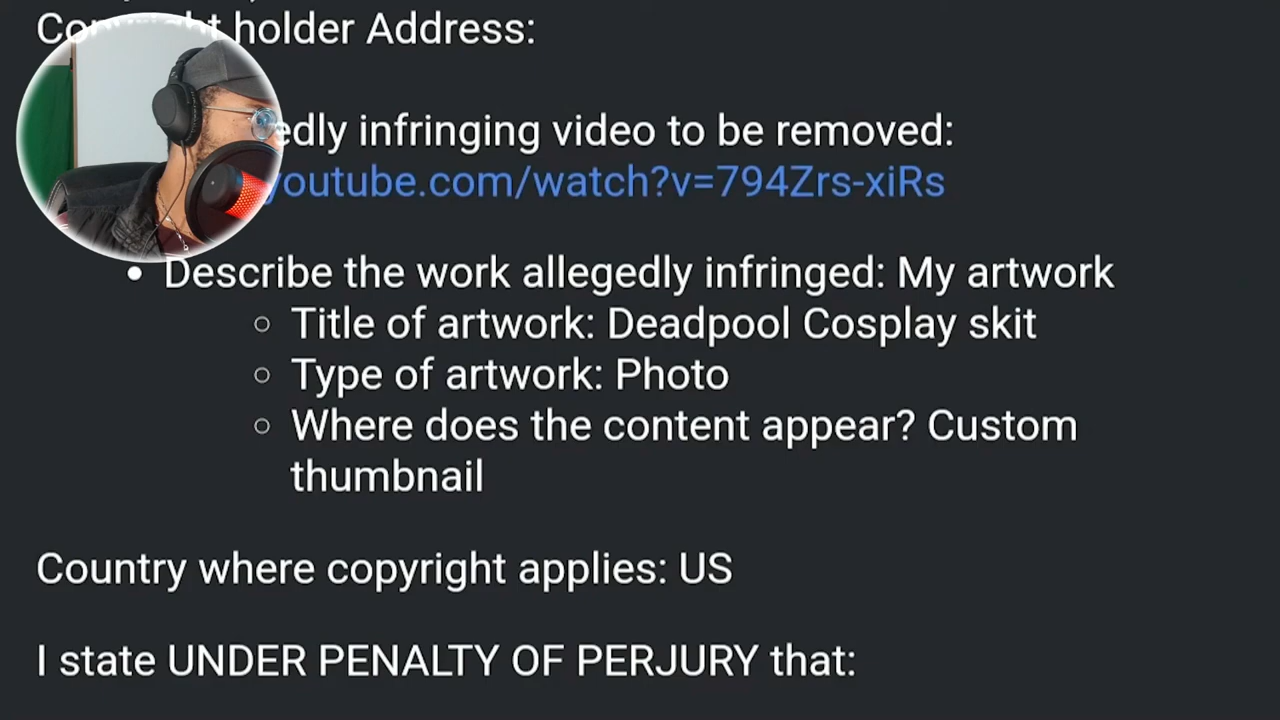 holder Address:
edly infringing video to be removed:
youtube.com/watch?v=794Zrs-xiRs
• Describe the work allegedly infringed: My artwork
○ Title of artwork: Deadpool Cosplay skit
○ Type of artwork: Photo
○ Where does the content appear? Custom
thumbnail
Country where copyright applies: US
I state UNDER PENALTY OF PERJURY that: